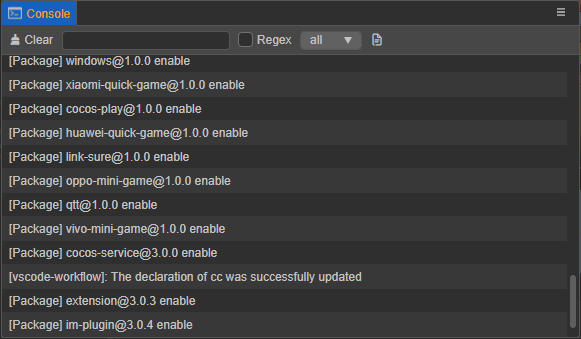 Console
Clear
Regex
all
[Package] windows@1.0.0 enable
[Package] xiaomi-quick-game@1.0.0 enable
[Package] cocos-play@1.0.0 enable
[Package] huawei-quick-game@1.0.0 enable
[Package] link-sure@1.0.0 enable
[Package] oppo-mini-game@1.0.0 enable
[Package] qtt@1.0.0 enable
[Package] vivo-mini-game@1.0.0 enable
[Package] cocos-service@3.0.0 enable
[vscode-workflow]: The declaration of cc was successfully updated
[Package] extension@3.0.3 enable
[Package] im-plugin@3.0.4 enable